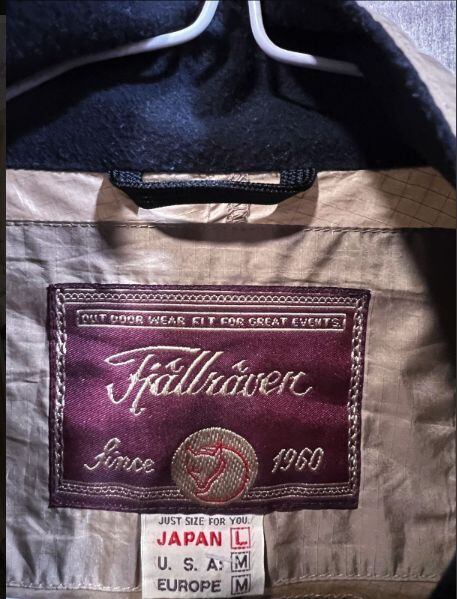 OUT DOOR WEAR FIT FOR GREAT EVENTS.
Fjällräven
Since 1960
JUST SIZE FOR YOU.
JAPAN L
U. S. A: M
EUROPE M